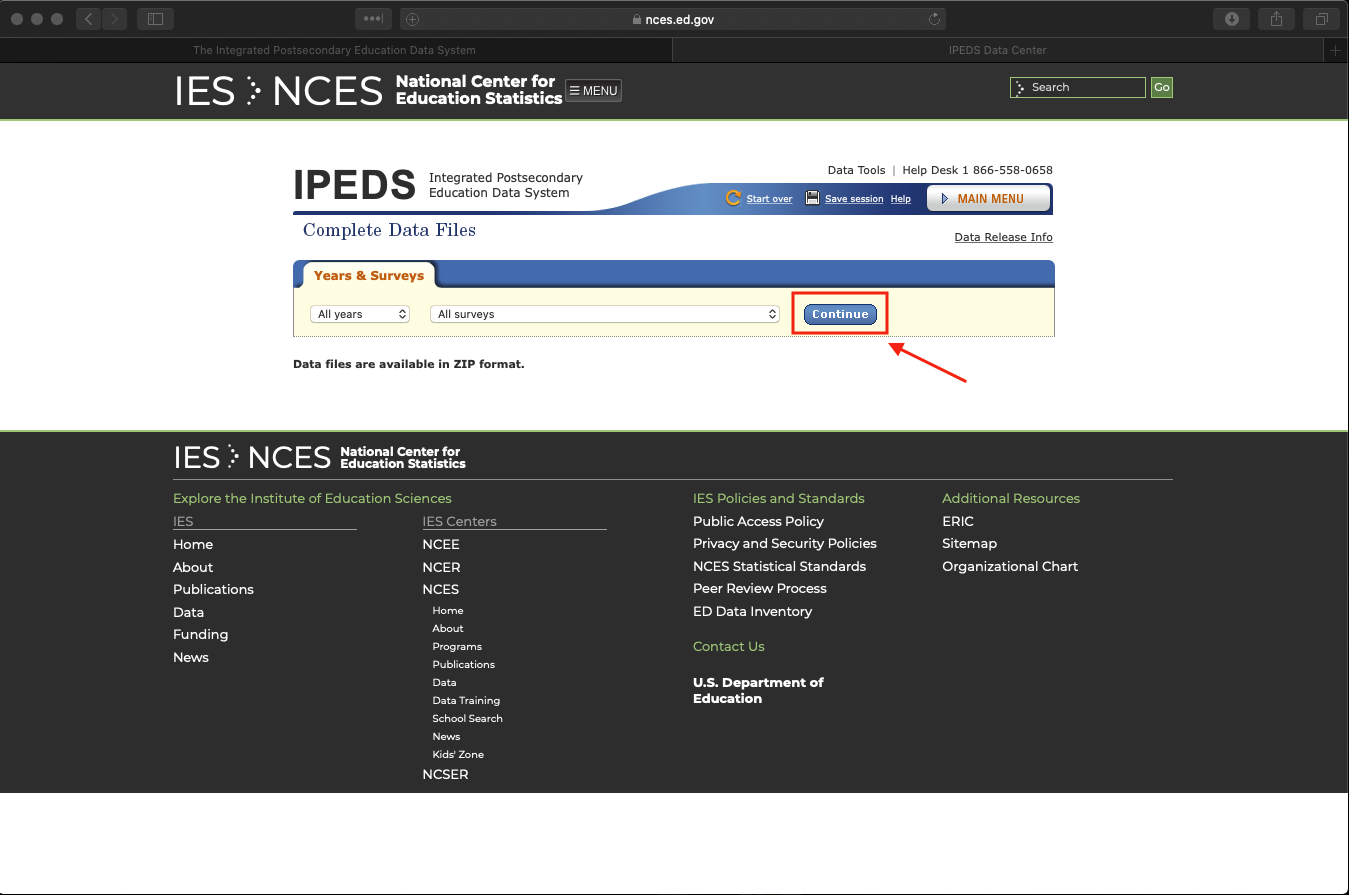 nces.ed.gov
The Integrated Postsecondary Education Data System
IPEDS Data Center
IES NCES National Center for Education Statistics
MENU
Search
Go
IPEDS
Integrated Postsecondary
Education Data System
Data Tools | Help Desk 1 866-558-0658
Start over
Save session
Help
MAIN MENU
Complete Data Files
Data Release Info
Years & Surveys
All years
All surveys
Continue
Data files are available in ZIP format.
IES NCES National Center for Education Statistics
Explore the Institute of Education Sciences
IES
Home
About
Publications
Data
Funding
News
IES Centers
NCEE
NCER
NCES
Home
About
Programs
Publications
Data
Data Training
School Search
News
Kids' Zone
NCSER
IES Policies and Standards
Public Access Policy
Privacy and Security Policies
NCES Statistical Standards
Peer Review Process
ED Data Inventory
Contact Us
U.S. Department of
Education
Additional Resources
ERIC
Sitemap
Organizational Chart